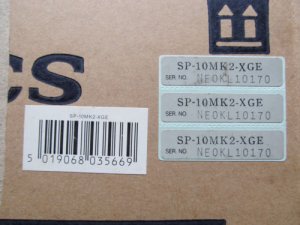 cs
SP-10MK2-XGE
5 019068 035669
SP-10MK2-XGE
SER. NO. NE0KL10170
SP-10MK2-XGE
SER. NO. NE0KL10170
SP-10MK2-XGE
SER. NO. NE0KL10170